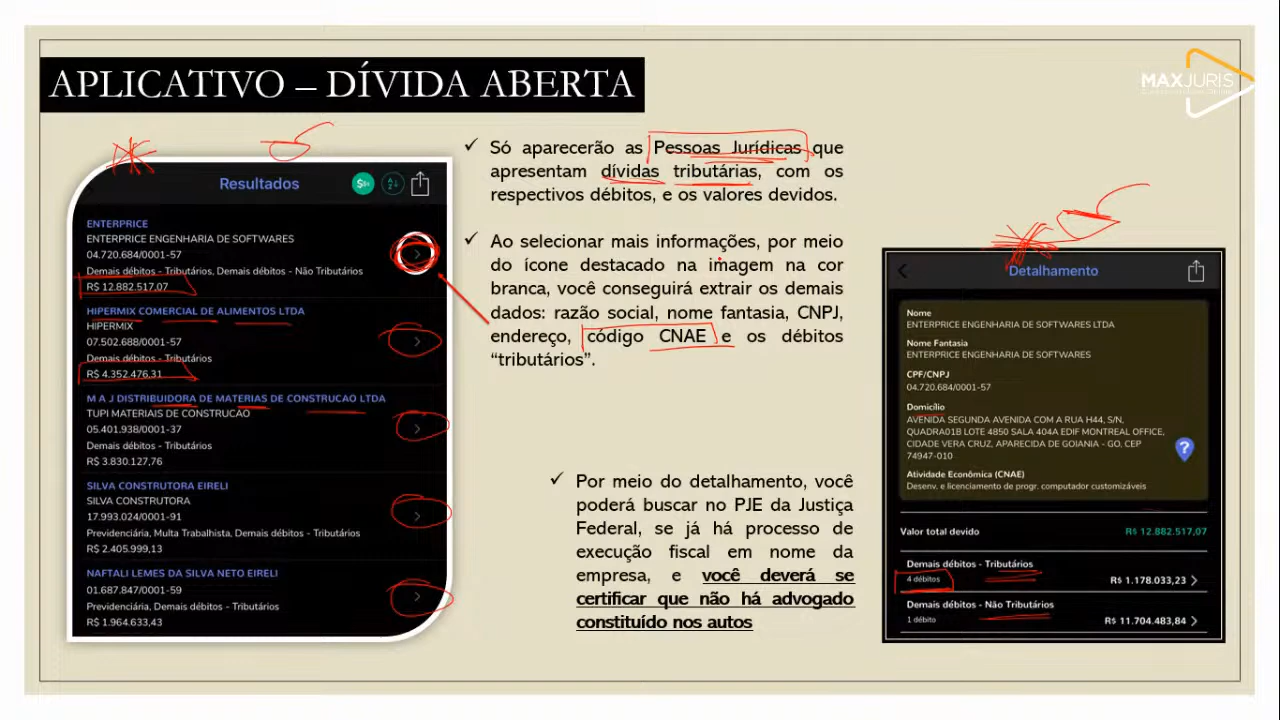 APLICATIVO – DÍVIDA ABERTA
MAXJURIS
Resultados
ENTERPRICE
ENTERPRICE ENGENHARIA DE SOFTWARES
04.720.684/0001-57
Demais débitos - Tributários, Demais débitos - Não Tributários
R$ 12.882.517,07
HIPERMIX COMERCIAL DE ALIMENTOS LTDA
HIPERMIX
07.502.688/0001-57
Demais débitos - Tributários
R$ 4.352.476,31
M A J DISTRIBUIDORA DE MATERIAS DE CONSTRUCAO LTDA
TUPI MATERIAIS DE CONSTRUCAO
05.401.938/0001-37
Demais débitos - Tributários
R$ 3.830.127,76
SILVA CONSTRUTORA EIRELI
SILVA CONSTRUTORA
17.993.024/0001-91
Previdenciária, Multa Trabalhista, Demais débitos - Tributários
R$ 2.405.999,13
NAFTALI LEMES DA SILVA NETO EIRELI
01.687.847/0001-59
Previdenciária, Demais débitos - Tributários
R$ 1.964.633,43
✓ Só aparecerão as Pessoas Jurídicas que
apresentam dívidas tributárias, com os
respectivos débitos, e os valores devidos.
✓ Ao selecionar mais informações, por meio
do ícone destacado na imagem na cor
branca, você conseguirá extrair os demais
dados: razão social, nome fantasia, CNPJ,
endereço, código CNAE e os débitos
“tributários”.
✓ Por meio do detalhamento, você
poderá buscar no PJE da Justiça
Federal, se já há processo de
execução fiscal em nome da
empresa, e você deverá se
certificar que não há advogado
constituído nos autos
Detalhamento
Nome
ENTERPRICE ENGENHARIA DE SOFTWARES LTDA
Nome Fantasia
ENTERPRICE ENGENHARIA DE SOFTWARES
CPF/CNPJ
04.720.684/0001-57
Domicílio
AVENIDA SEGUNDA AVENIDA COM A RUA H44, S/N,
QUADRA01B LOTE 4850 SALA 404A EDIF MONTREAL OFFICE,
CIDADE VERA CRUZ, APARECIDA DE GOIANIA - GO, CEP
74947-010
Atividade Econômica (CNAE)
Desenv. e licenciamento de progr. computador customizáveis
Valor total devido R$ 12.882.517,07
Demais débitos - Tributários
4 débitos R$ 1.178.033,23
Demais débitos - Não Tributários
1 débito R$ 11.704.483,84